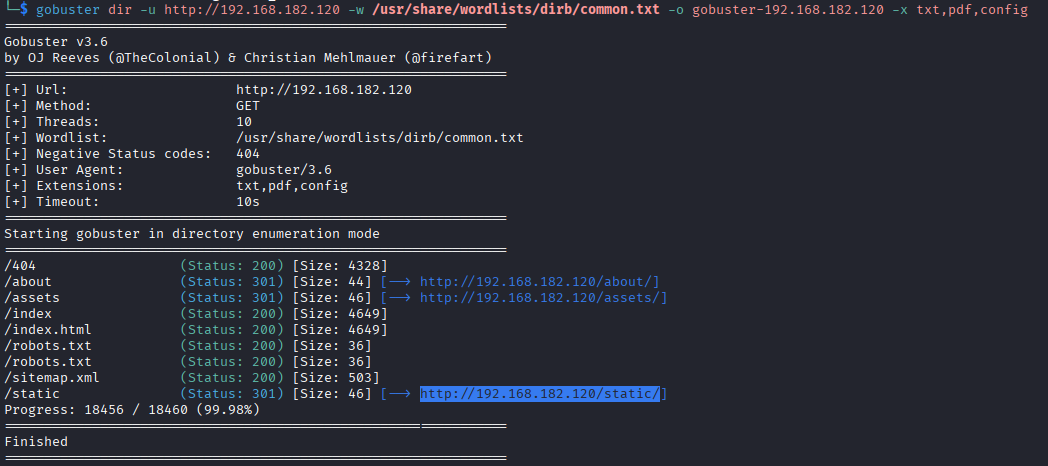 └─$ gobuster dir -u http://192.168.182.120 -w /usr/share/wordlists/dirb/common.txt -o gobuster-192.168.182.120 -x txt,pdf,config
===============================================================
Gobuster v3.6
by OJ Reeves (@TheColonial) & Christian Mehlmauer (@firefart)
===============================================================
[+] Url:                     http://192.168.182.120
[+] Method:                  GET
[+] Threads:                 10
[+] Wordlist:                /usr/share/wordlists/dirb/common.txt
[+] Negative Status codes:   404
[+] User Agent:              gobuster/3.6
[+] Extensions:              txt,pdf,config
[+] Timeout:                 10s
===============================================================
Starting gobuster in directory enumeration mode
===============================================================
/404                  (Status: 200) [Size: 4328]
/about                (Status: 301) [Size: 44] [--> http://192.168.182.120/about/]
/assets               (Status: 301) [Size: 46] [--> http://192.168.182.120/assets/]
/index                (Status: 200) [Size: 4649]
/index.html           (Status: 200) [Size: 4649]
/robots.txt           (Status: 200) [Size: 36]
/robots.txt           (Status: 200) [Size: 36]
/sitemap.xml          (Status: 200) [Size: 503]
/static               (Status: 301) [Size: 46] [--> http://192.168.182.120/static/]
Progress: 18456 / 18460 (99.98%)
===============================================================
Finished
===============================================================